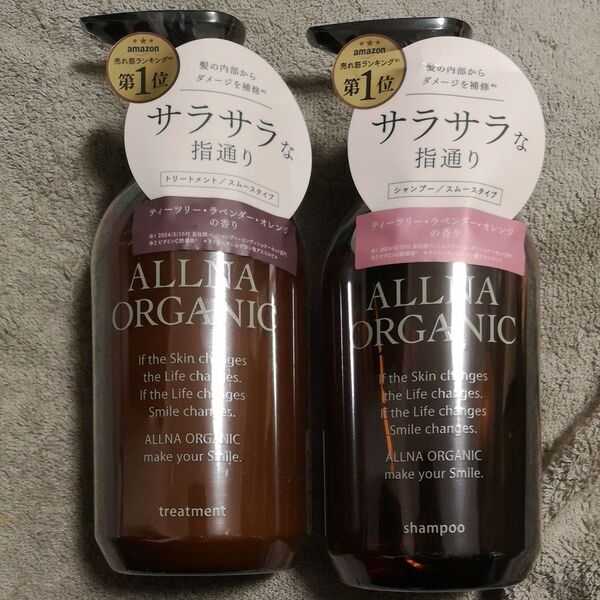 amazon
売れ筋ランキング
第1位
髪の内部から
ダメージを補修
サラサラな
指通り
トリートメント/スムースタイプ
ティーツリー・ラベンダー・オレンジ
の香り
ALLNA
ORGANIC
If the Skin changes
the Life changes.
If the Life changes
Smile changes.
ALLNA ORGANIC
make your Smile.
treatment
amazon
売れ筋ランキング
第1位
髪の内部から
ダメージを補修
サラサラな
指通り
シャンプー/スムースタイプ
ティーツリー・ラベンダー・オレンジ
の香り
ALLNA
ORGANIC
If the Skin changes
the Life changes.
If the Life changes
Smile changes.
ALLNA ORGANIC
make your Smile.
shampoo